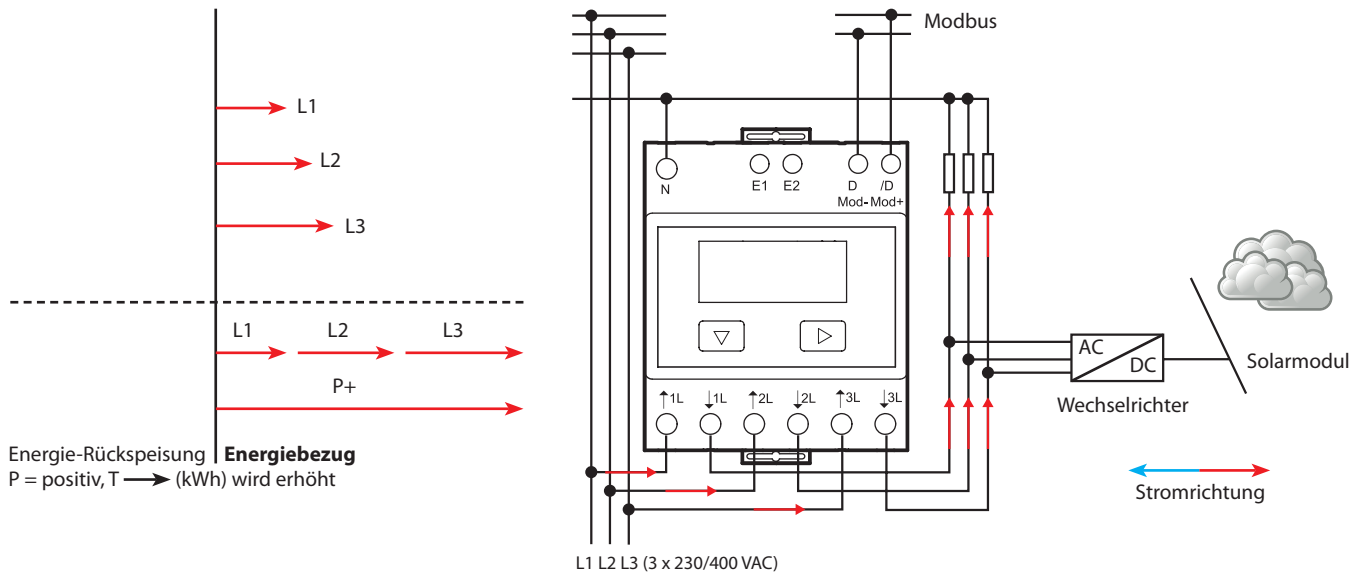 L1
L2
L3
L1 L2 L3
P+
Energie-Rückspeisung Energiebezug
P = positiv, T (kWh) wird erhöht
Modbus
N E1 E2 D /D
Mod- Mod+
1L 1L 2L 2L 3L 3L
L1 L2 L3 (3 x 230/400 VAC)
AC
DC
Wechselrichter
Solarmodul
Stromrichtung